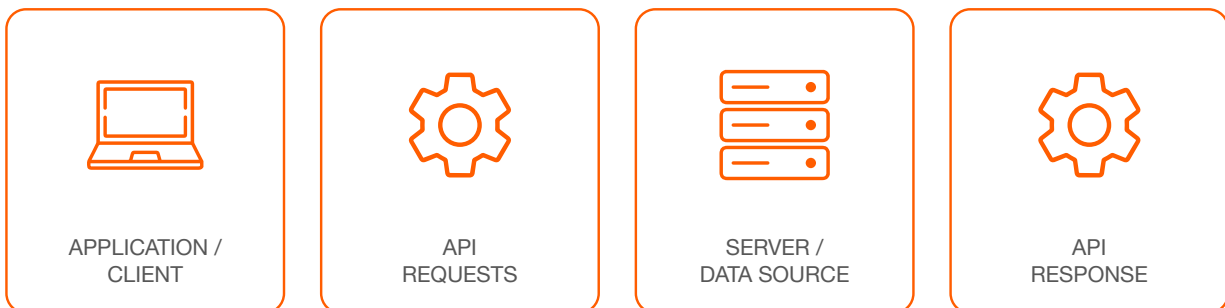 APPLICATION /
CLIENT
API
REQUESTS
SERVER /
DATA SOURCE
API
RESPONSE